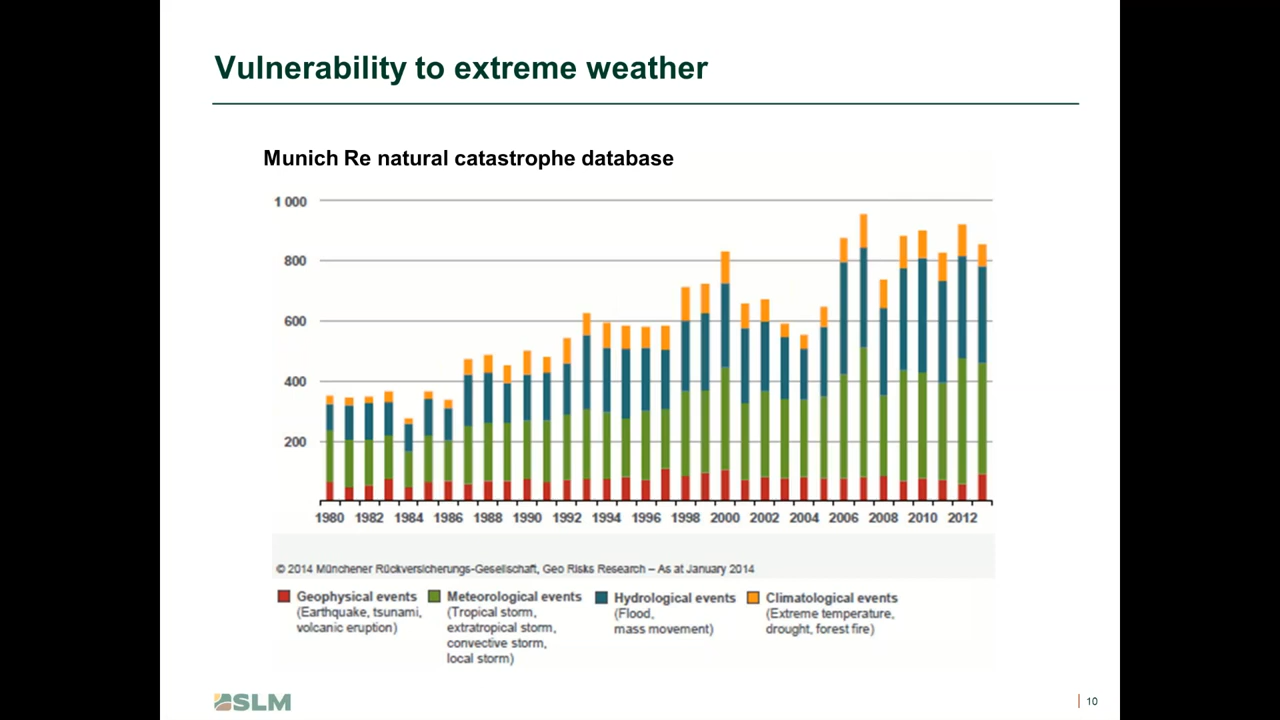 Vulnerability to extreme weather
Munich Re natural catastrophe database
1 000
800
600
400
200
1980 1982 1984 1986 1988 1990 1992 1994 1996 1998 2000 2002 2004 2006 2008 2010 2012
© 2014 Münchener Rückversicherungs-Gesellschaft, Geo Risks Research – As at January 2014
Geophysical events
(Earthquake, tsunami,
volcanic eruption)
Meteorological events
(Tropical storm,
extratropical storm,
convective storm,
local storm)
Hydrological events
(Flood,
mass movement)
Climatological events
(Extreme temperature,
drought, forest fire)
SLM
10